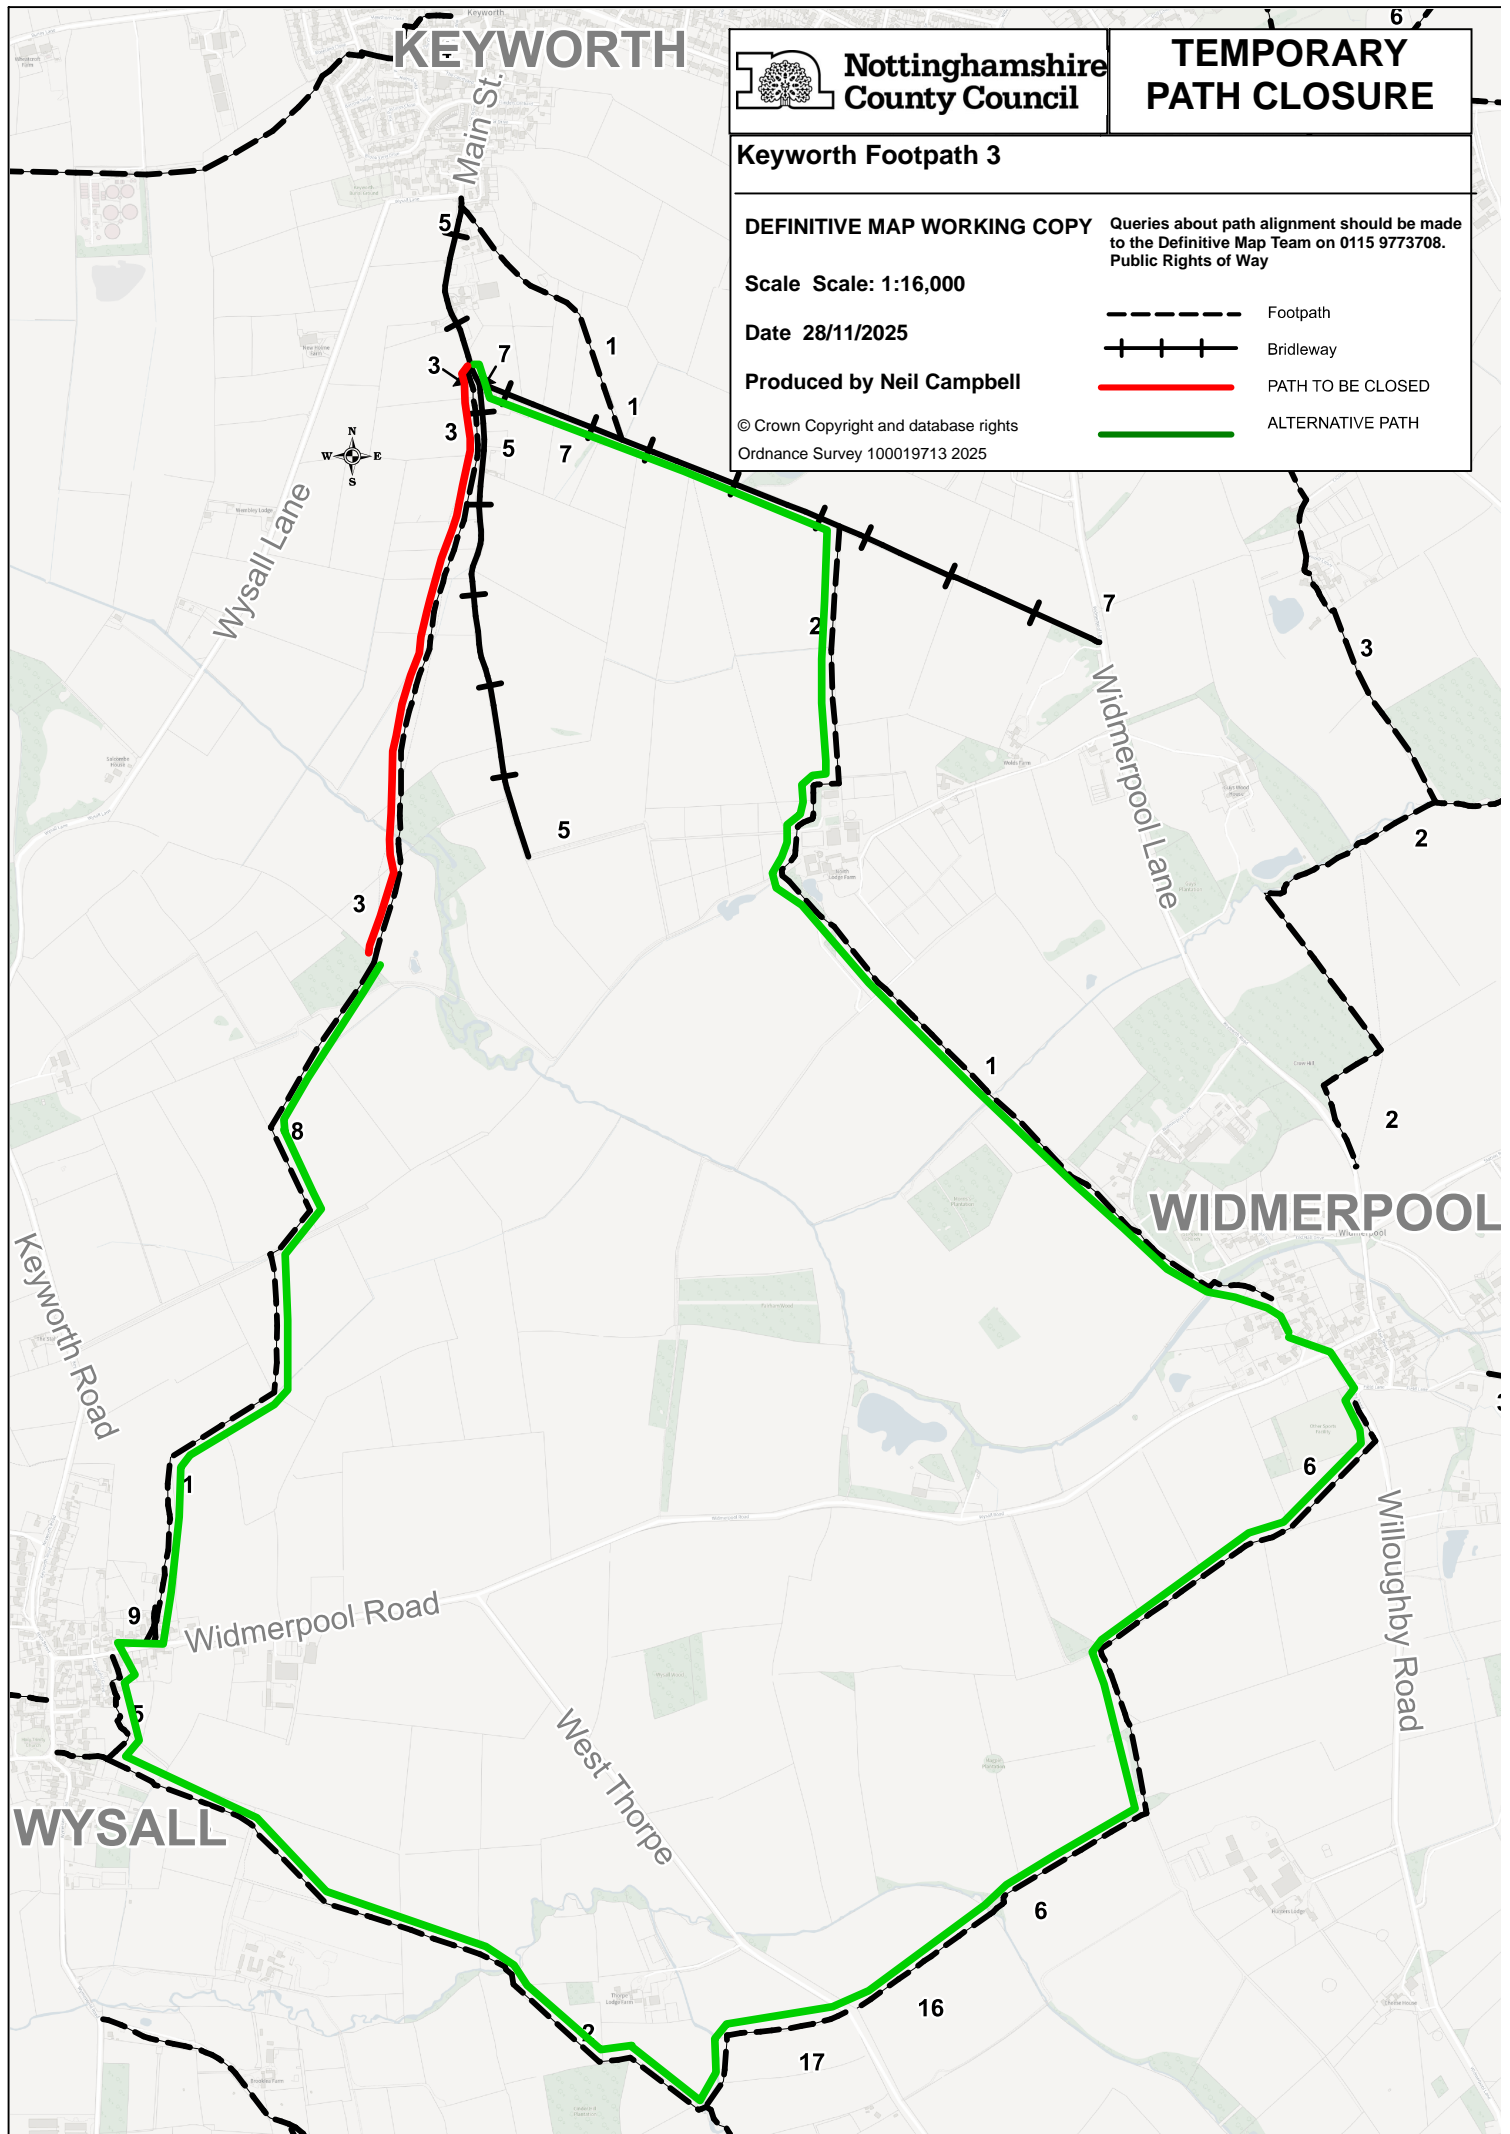 KEYWORTH
Keyworth
Main St.
6
Nottinghamshire
County Council
TEMPORARY
PATH CLOSURE
Keyworth Footpath 3
DEFINITIVE MAP WORKING COPY
Queries about path alignment should be made
to the Definitive Map Team on 0115 9773708.
Public Rights of Way
Scale Scale: 1:16,000
Date 28/11/2025
Produced by Neil Campbell
© Crown Copyright and database rights
Ordnance Survey 100019713 2025
Footpath
Bridleway
PATH TO BE CLOSED
ALTERNATIVE PATH
5
1
7
3
1
3
5
7
N
W E
S
Wysall Lane
2
7
3
Widmerpool Lane
5
2
3
1
2
8
WIDMERPOOL
Widmerpool
Keyworth Road
3
6
1
Willoughby Road
9
Widmerpool Road
5
West Thorpe
WYSALL
6
16
2
17